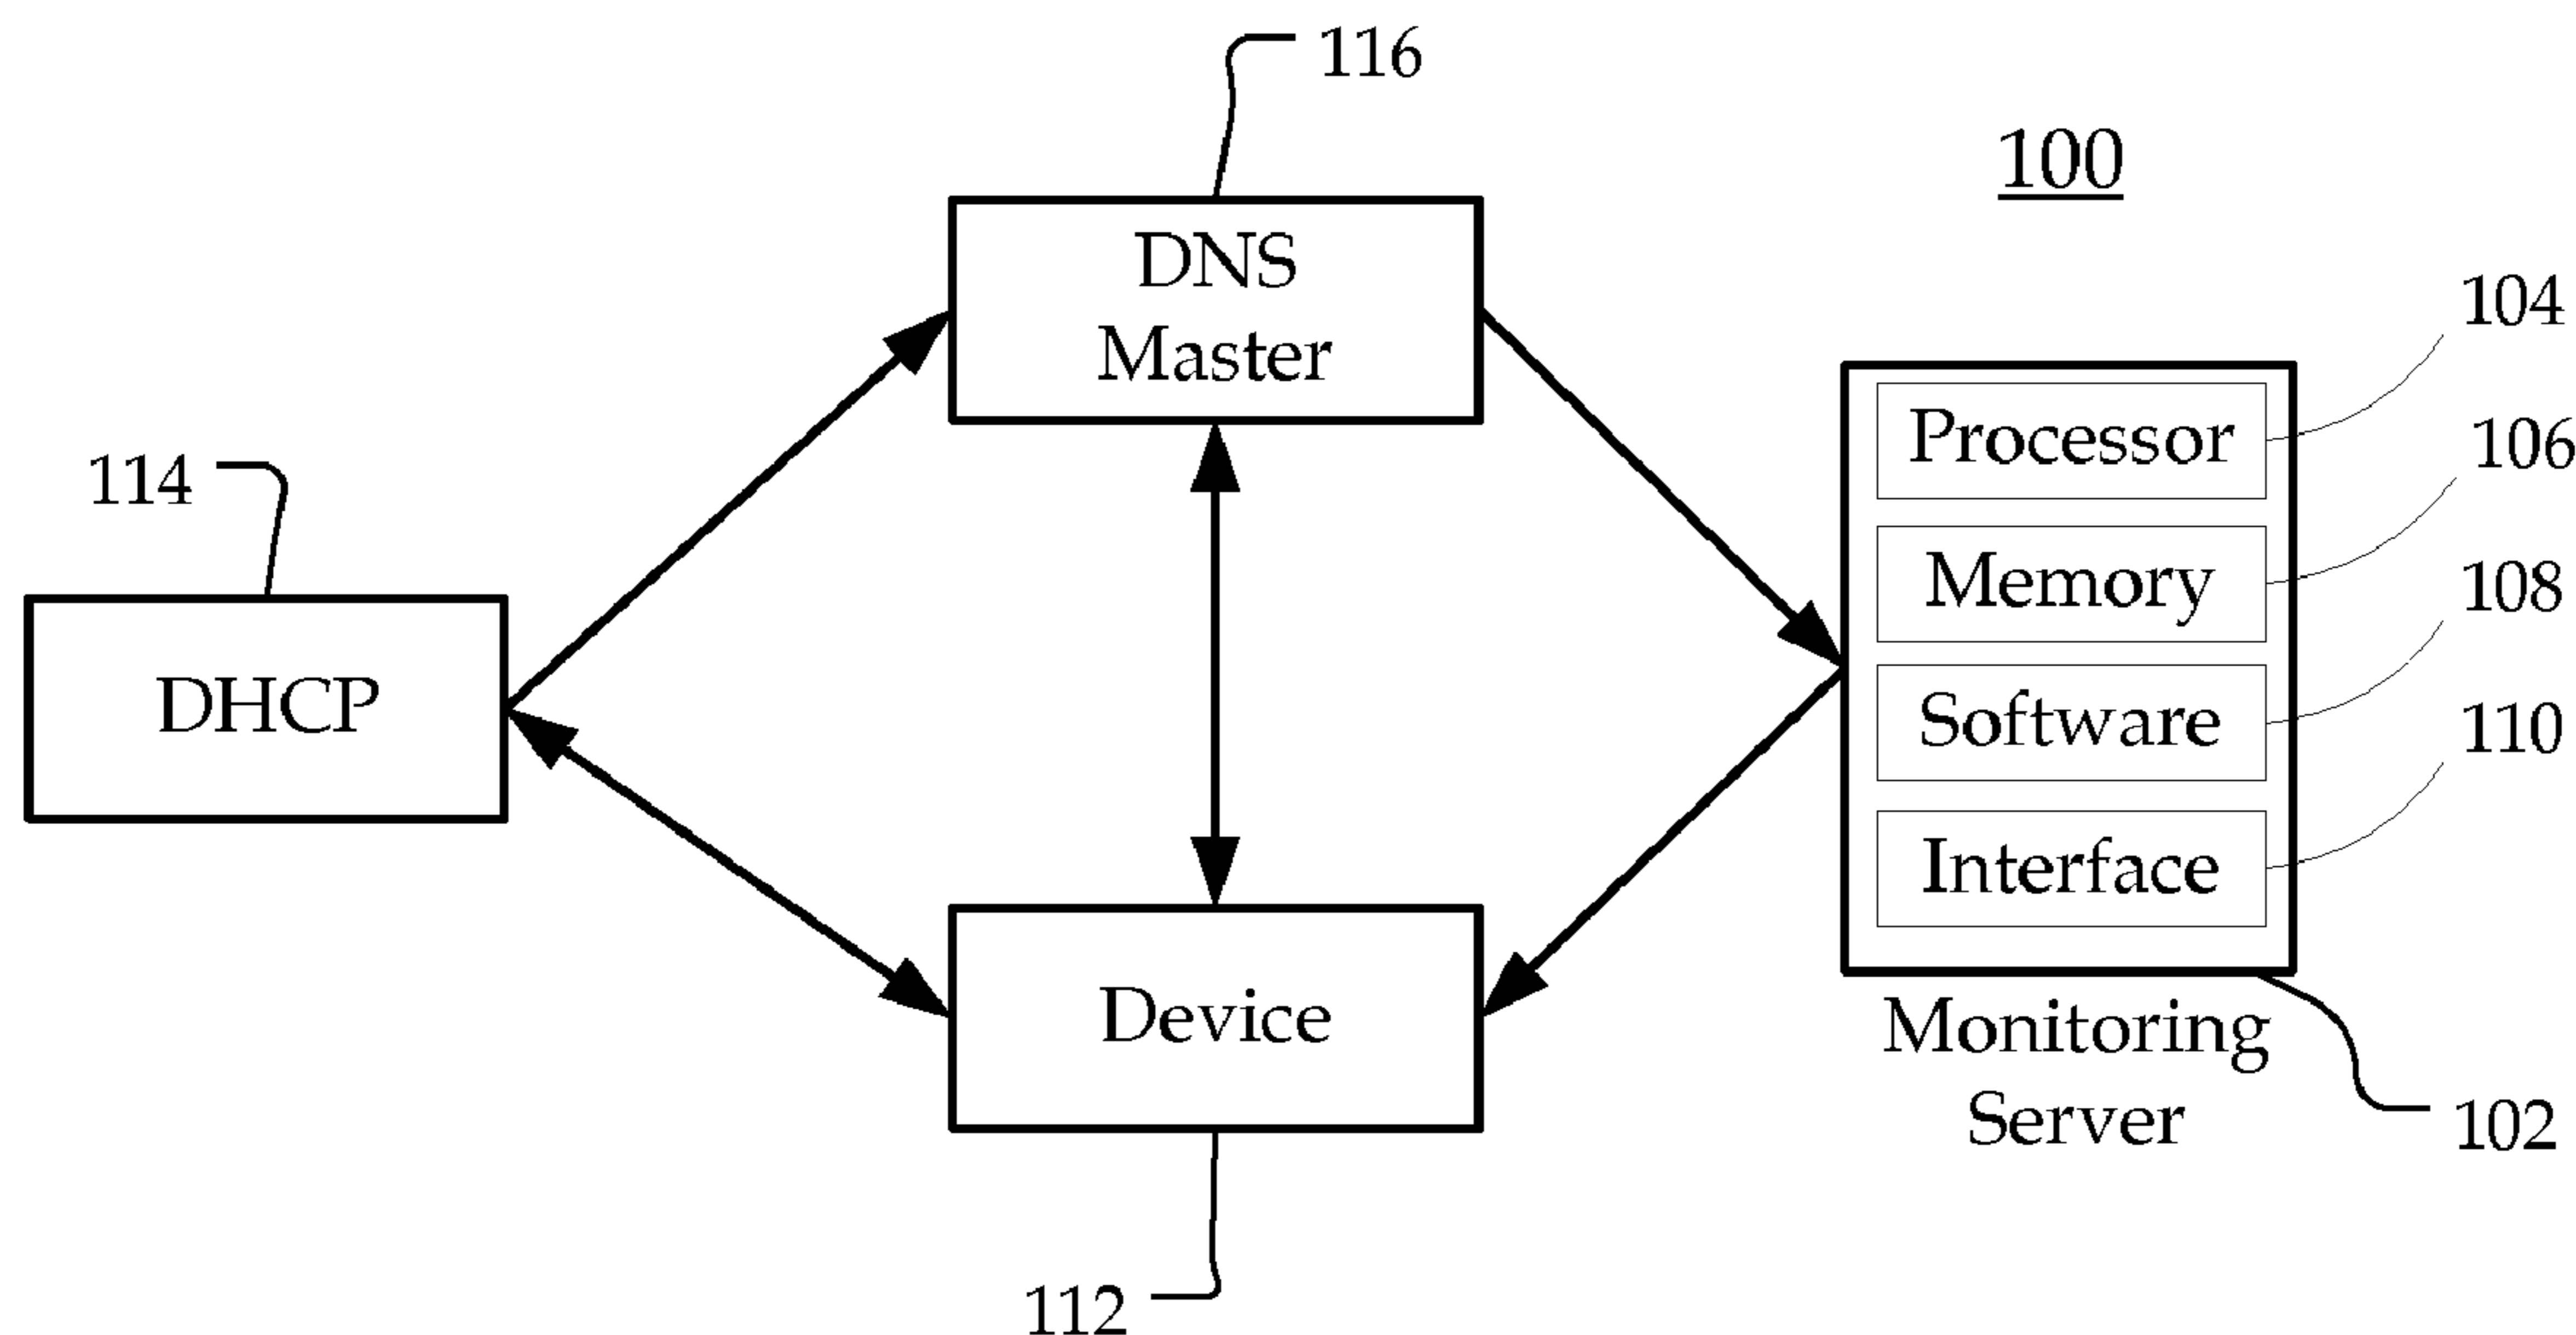 116
100
DNS
Master
104
Processor
106
114
Memory
108
DHCP
Software
110
Interface
Device
Monitoring
Server
102
112